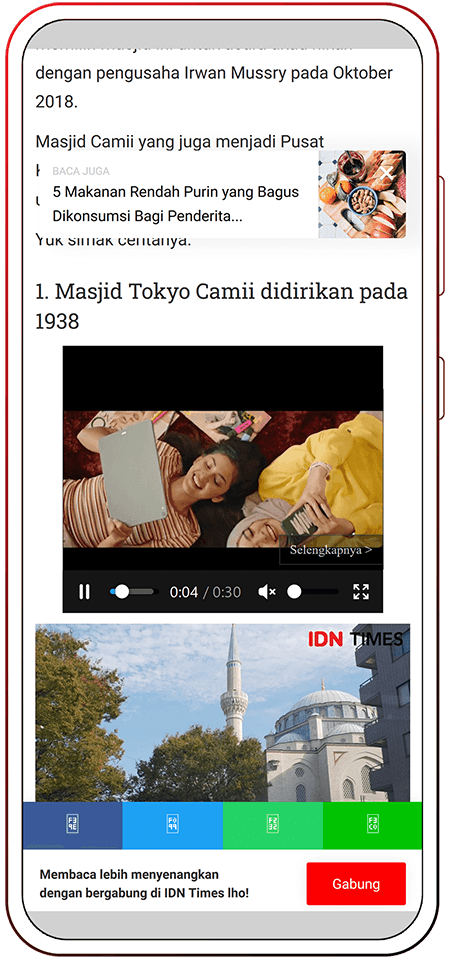 dengan pengusaha Irwan Mussry pada Oktober
2018.
Masjid Camii yang juga menjadi Pusat
BACA JUGA
5 Makanan Rendah Purin yang Bagus
Dikonsumsi Bagi Penderita...
Yuk simak ceritanya.
1. Masjid Tokyo Camii didirikan pada
1938
Selengkapnya >
0:04 / 0:30
IDN TIMES
Membaca lebih menyenangkan
dengan bergabung di IDN Times lho!
Gabung